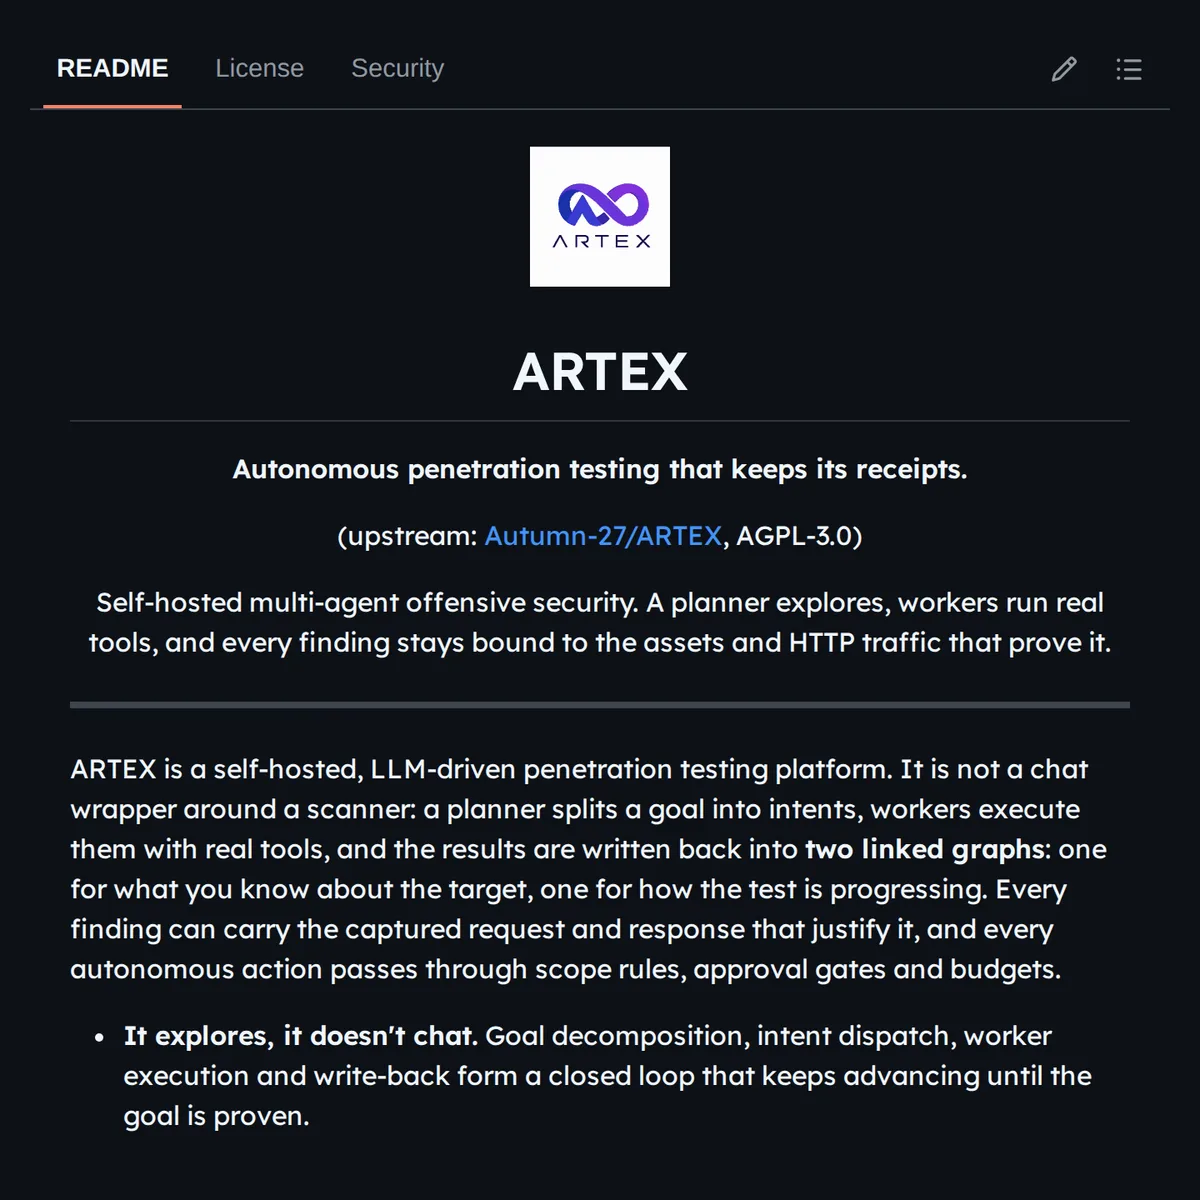 README License Security
ARTEX
ARTEX
Autonomous penetration testing that keeps its receipts.
(upstream: Autumn-27/ARTEX, AGPL-3.0)
Self-hosted multi-agent offensive security. A planner explores, workers run real
tools, and every finding stays bound to the assets and HTTP traffic that prove it.
ARTEX is a self-hosted, LLM-driven penetration testing platform. It is not a chat
wrapper around a scanner: a planner splits a goal into intents, workers execute
them with real tools, and the results are written back into two linked graphs: one
for what you know about the target, one for how the test is progressing. Every
finding can carry the captured request and response that justify it, and every
autonomous action passes through scope rules, approval gates and budgets.
• It explores, it doesn't chat. Goal decomposition, intent dispatch, worker
execution and write-back form a closed loop that keeps advancing until the
goal is proven.